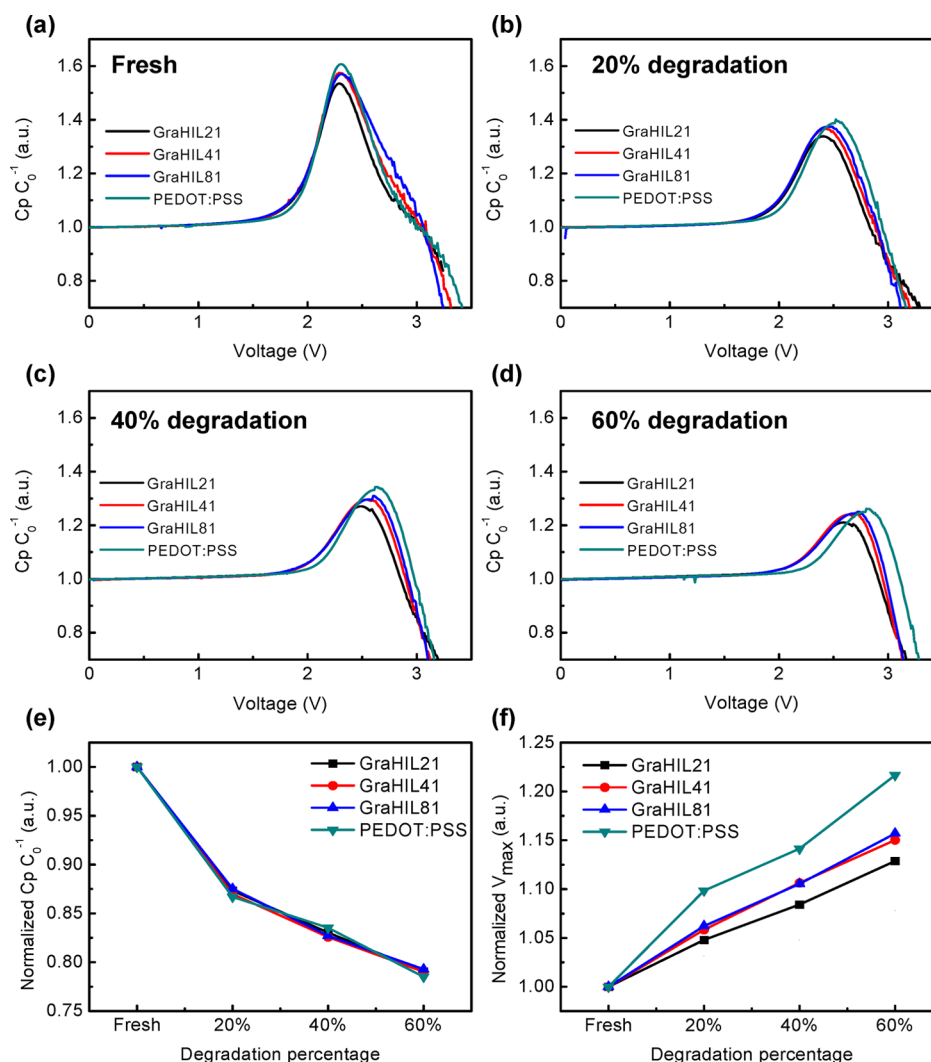 (a)
Fresh
GraHIL21
GraHIL41
GraHIL81
PEDOT:PSS
Cp C₀⁻¹ (a.u.)
1.6
1.4
1.2
1.0
0.8
0 1 2 3
Voltage (V)
(b)
20% degradation
GraHIL21
GraHIL41
GraHIL81
PEDOT:PSS
Cp C₀⁻¹ (a.u.)
1.6
1.4
1.2
1.0
0.8
0 1 2 3
Voltage (V)
(c)
40% degradation
GraHIL21
GraHIL41
GraHIL81
PEDOT:PSS
Cp C₀⁻¹ (a.u.)
1.6
1.4
1.2
1.0
0.8
0 1 2 3
Voltage (V)
(d)
60% degradation
GraHIL21
GraHIL41
GraHIL81
PEDOT:PSS
Cp C₀⁻¹ (a.u.)
1.6
1.4
1.2
1.0
0.8
0 1 2 3
Voltage (V)
(e)
GraHIL21
GraHIL41
GraHIL81
PEDOT:PSS
Normalized Cp C₀⁻¹ (a.u.)
1.00
0.95
0.90
0.85
0.80
0.75
Fresh 20% 40% 60%
Degradation percentage
(f)
GraHIL21
GraHIL41
GraHIL81
PEDOT:PSS
Normalized Vmax (a.u.)
1.25
1.20
1.15
1.10
1.05
1.00
Fresh 20% 40% 60%
Degradation percentage